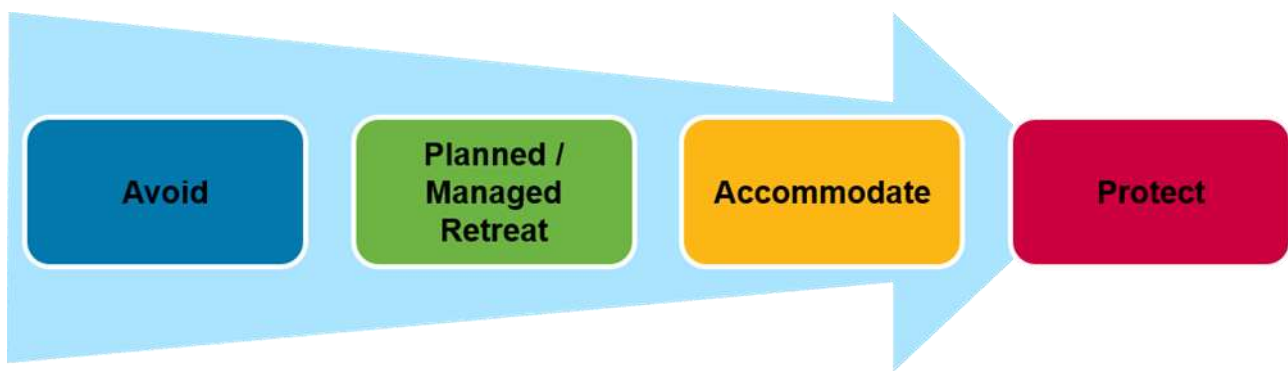 Avoid
Planned /
Managed
Retreat
Accommodate
Protect